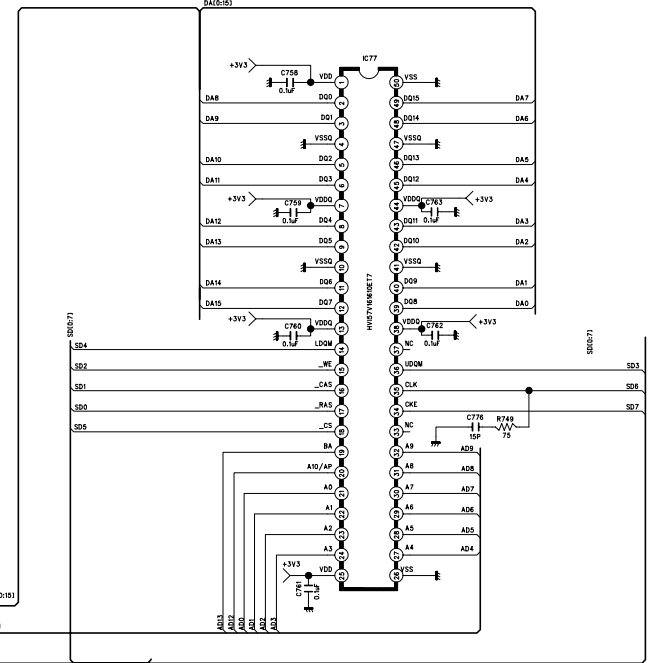 DA[0:15]
IC77
+3V3
C758
0.1uF
VDD 1
50 VSS
DA8 DQ0 2
49 DQ15 DA7
DA9 DQ1 3
48 DQ14 DA6
VSSQ 4
47 VSSQ
DA10 DQ2 5
46 DQ13 DA5
DA11 DQ3 6
45 DQ12 DA4
+3V3 C759 0.1uF VDDQ 7
44 VDDQ C763 0.1uF +3V3
DA12 DQ4 8
43 DQ11 DA3
DA13 DQ5 9
42 DQ10 DA2
VSSQ 10
41 VSSQ
DA14 DQ6 11
40 DQ9 DA1
DA15 DQ7 12
39 DQ8 DA0
+3V3 C760 0.1uF VDDQ 13
38 VDDQ C762 0.1uF +3V3
HVI57V161610ET7
SD[0:7]
SD[0:7]
SD4 LDQM 14
37 NC
SD2 _WE 15
36 UDQM SD3
SD1 _CAS 16
35 CLK SD6
SD0 _RAS 17
34 CKE SD7
SD5 _CS 18
33 NC
C776 15P
R749 75
BA 19
32 A9 AD9
A10/AP 20
31 A8 AD8
A0 21
30 A7 AD7
A1 22
29 A6 AD6
A2 23
28 A5 AD5
A3 24
27 A4 AD4
+3V3 VDD 25
26 VSS
C761 0.1uF
AD13
AD12
AD0
AD1
AD2
AD3
0:15]